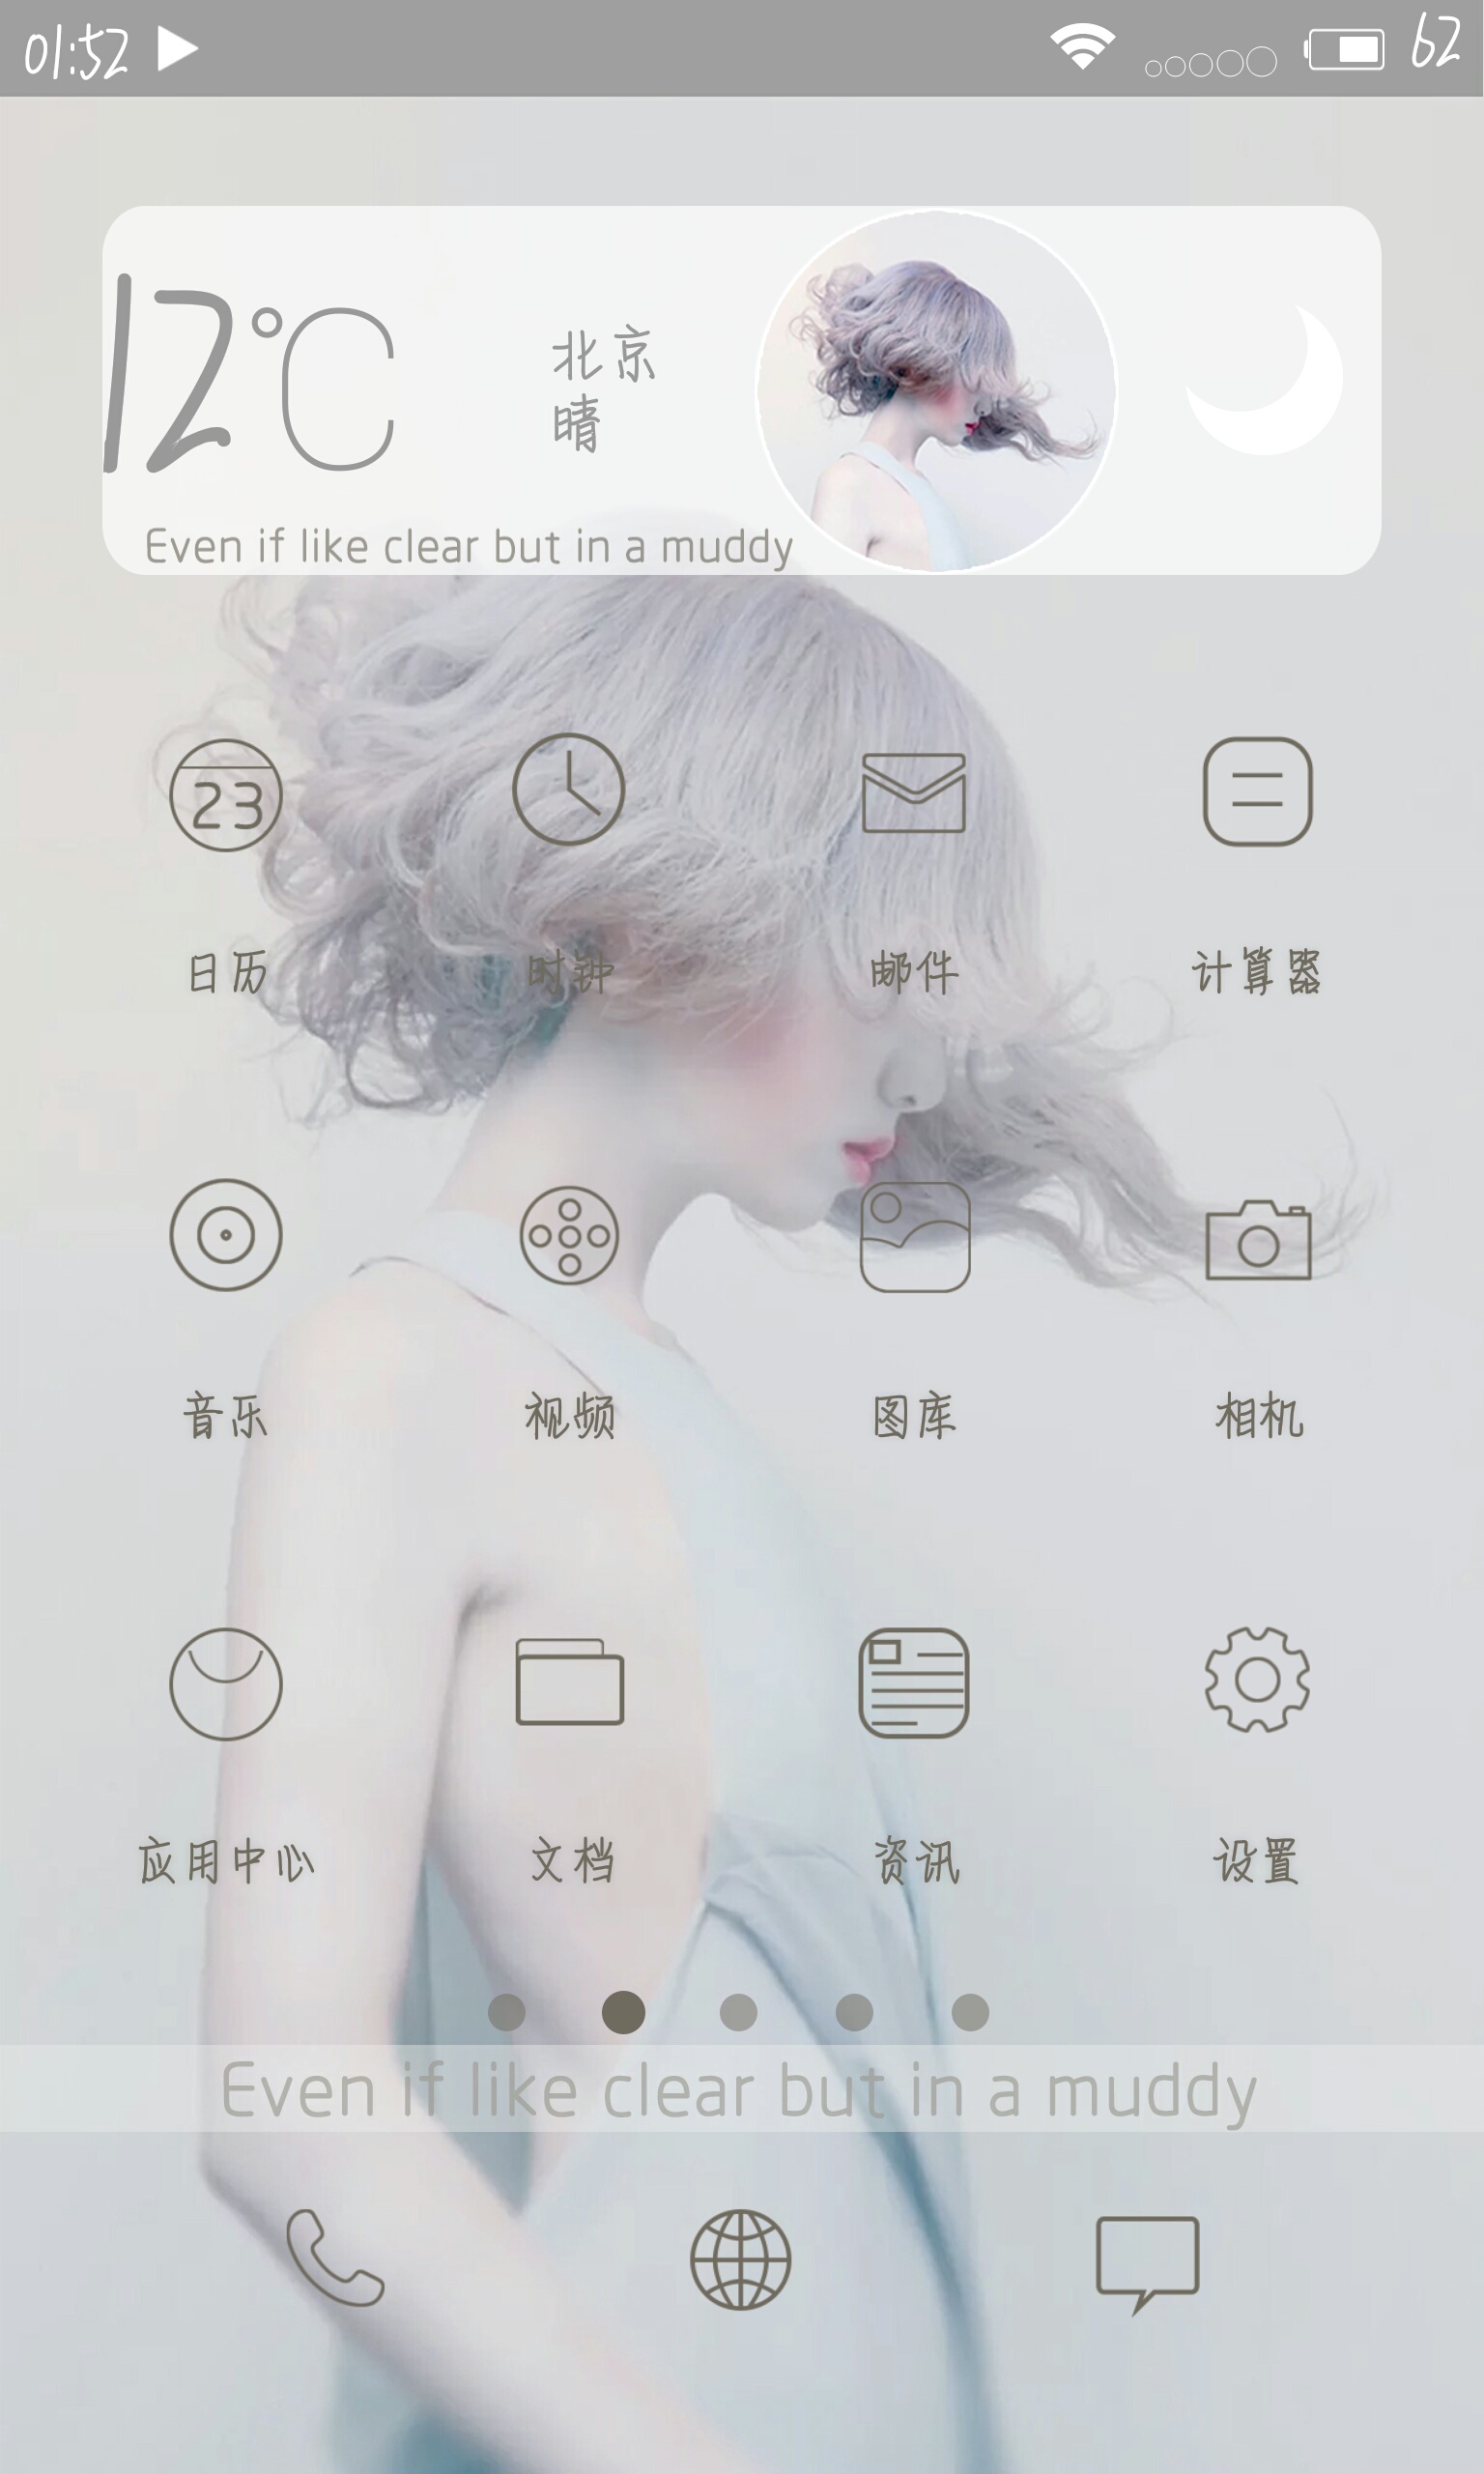 01:52 62
12℃
北京
晴
Even if like clear but in a muddy
23
日历 时钟 邮件 计算器
音乐 视频 图库 相机
应用中心 文档 资讯 设置
Even if like clear but in a muddy